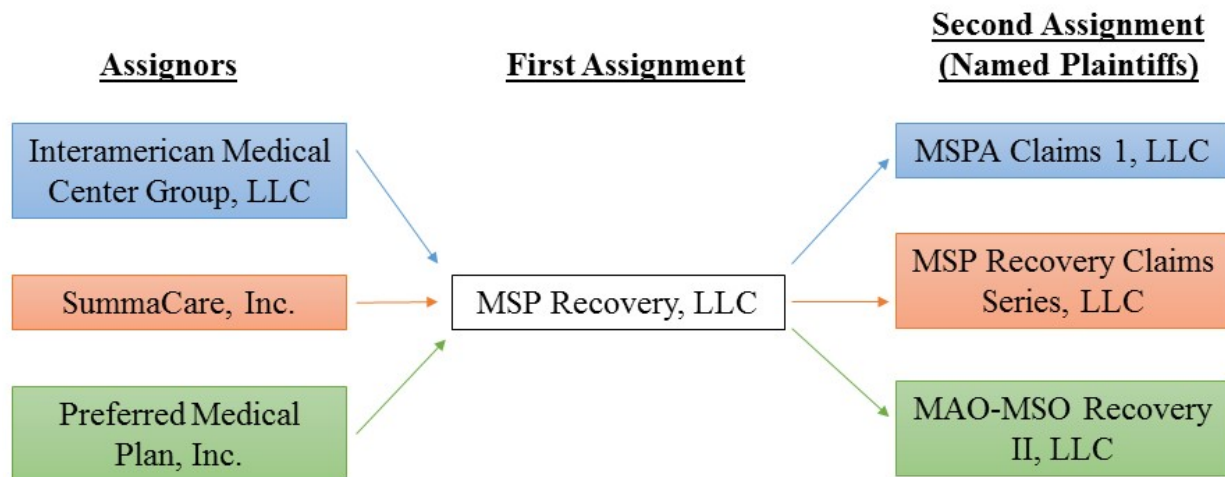 Assignors
First Assignment
Second Assignment
(Named Plaintiffs)
Interamerican Medical
Center Group, LLC
MSPA Claims 1, LLC
SummaCare, Inc.
MSP Recovery, LLC
MSP Recovery Claims
Series, LLC
Preferred Medical
Plan, Inc.
MAO-MSO Recovery
II, LLC